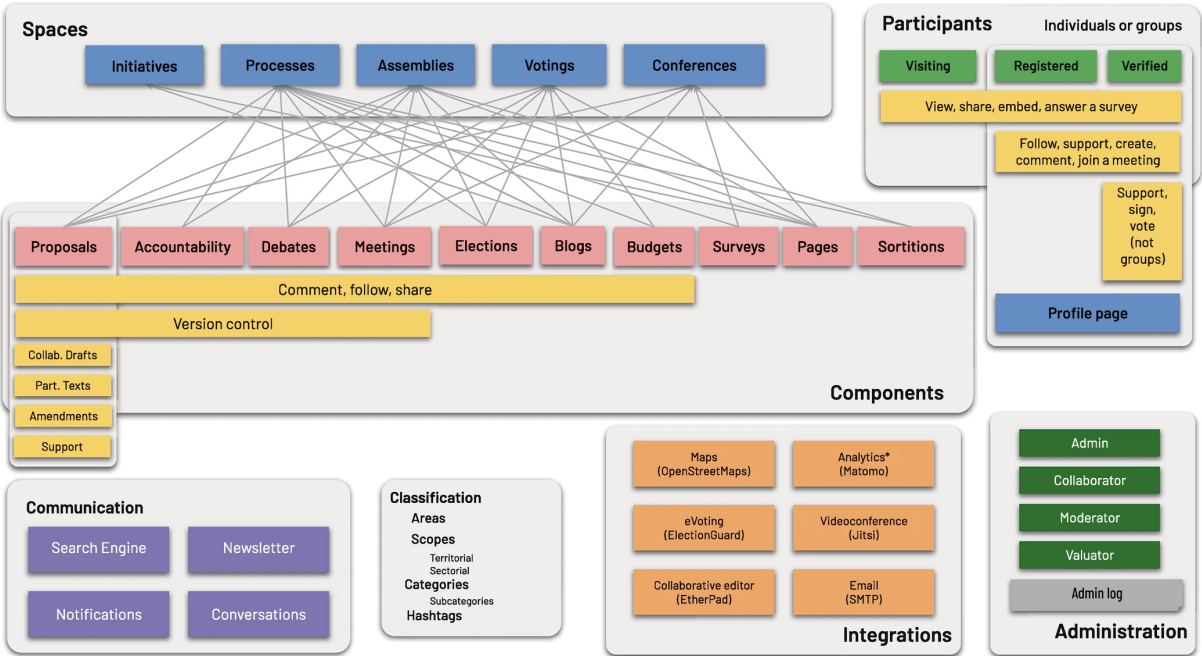 Spaces
Initiatives
Processes
Assemblies
Votings
Conferences
Participants
Individuals or groups
Visiting
Registered
Verified
View, share, embed, answer a survey
Follow, support, create,
comment, join a meeting
Support,
sign,
vote
(not
groups)
Profile page
Proposals
Accountability
Debates
Meetings
Elections
Blogs
Budgets
Surveys
Pages
Sortitions
Comment, follow, share
Version control
Collab. Drafts
Part. Texts
Amendments
Support
Components
Communication
Search Engine
Newsletter
Notifications
Conversations
Classification
Areas
Scopes
Territorial
Sectorial
Categories
Subcategories
Hashtags
Maps
(OpenStreetMaps)
Analytics*
(Matomo)
eVoting
(ElectionGuard)
Videoconference
(Jitsi)
Collaborative editor
(EtherPad)
Email
(SMTP)
Integrations
Admin
Collaborator
Moderator
Valuator
Admin log
Administration